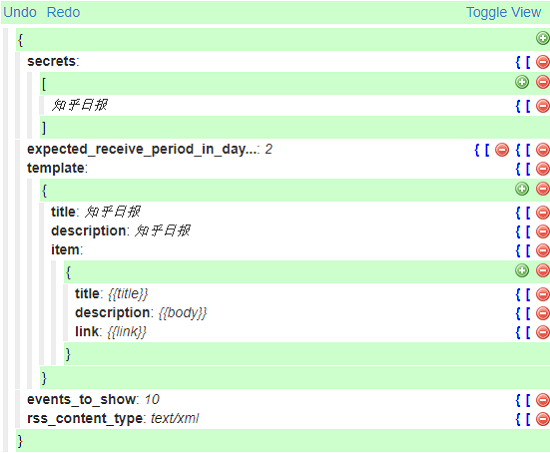 Undo Redo Toggle View
{
secrets: { [
[
知乎日报 { [
]
expected_receive_period_in_day...: 2 { [ { [
template: { [
{
title: 知乎日报 { [
description: 知乎日报 { [
item: { [
{
title: {{title}} { [
description: {{body}} { [
link: {{link}} { [
}
}
events_to_show: 10 { [
rss_content_type: text/xml { [
}